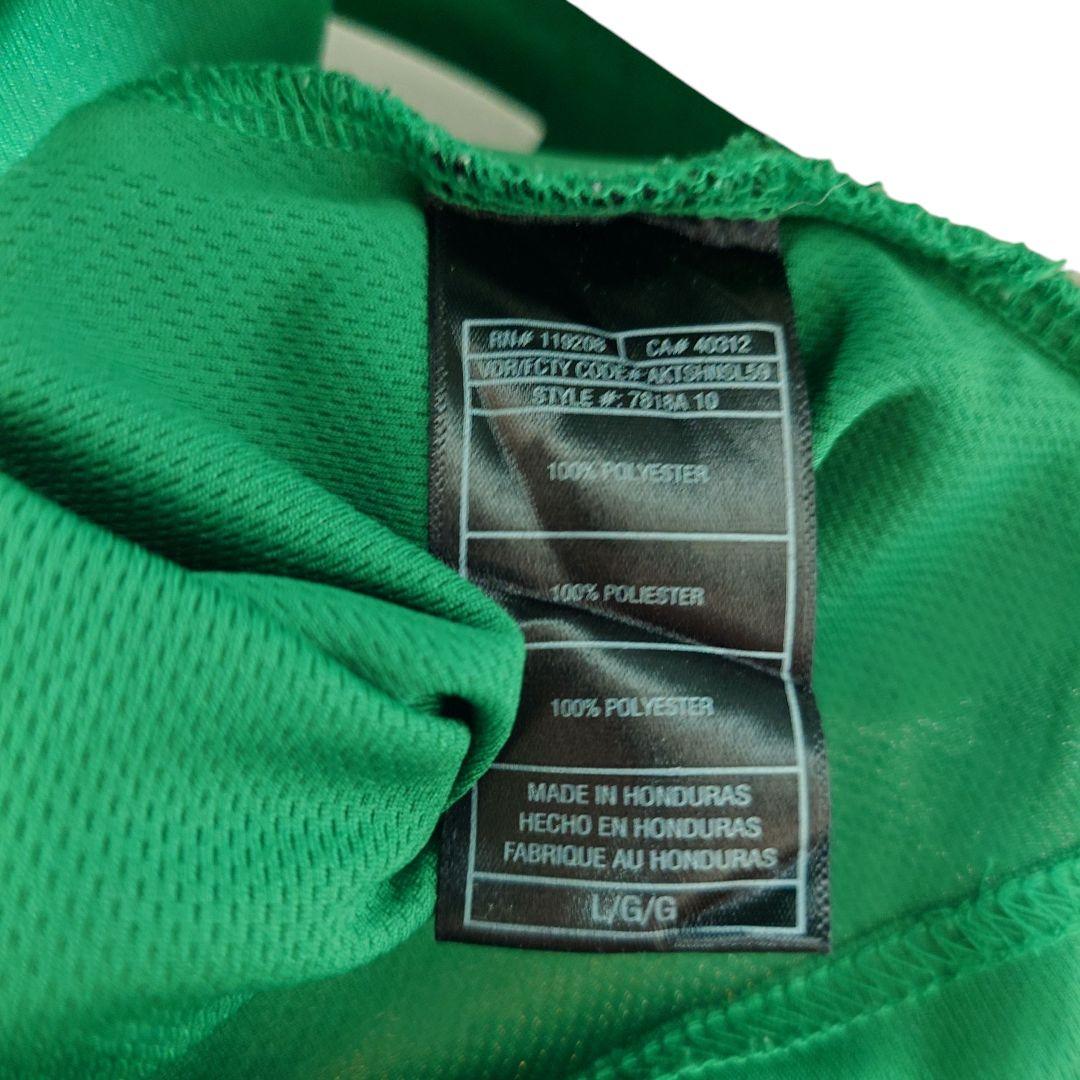 RN# 119208 CA# 40312
VDR/FCTY CODE#
STYLE #: 7818A 10
100% POLYESTER
100% POLIESTER
100% POLYESTER
MADE IN HONDURAS
HECHO EN HONDURAS
FABRIQUE AU HONDURAS
L/G/G